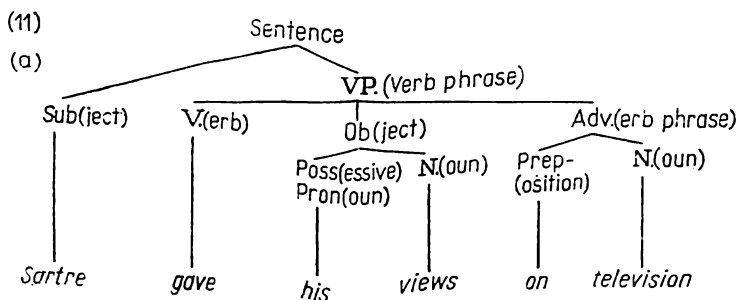 (11)
Sentence
(a)
VP. (Verb phrase)
Sub(ject) V.(erb) Ob(ject) Adv.(erb phrase)
Poss(essive) N.(oun) Prep- N.(oun)
Pron(oun) (osition)
Sartre gave his views on television